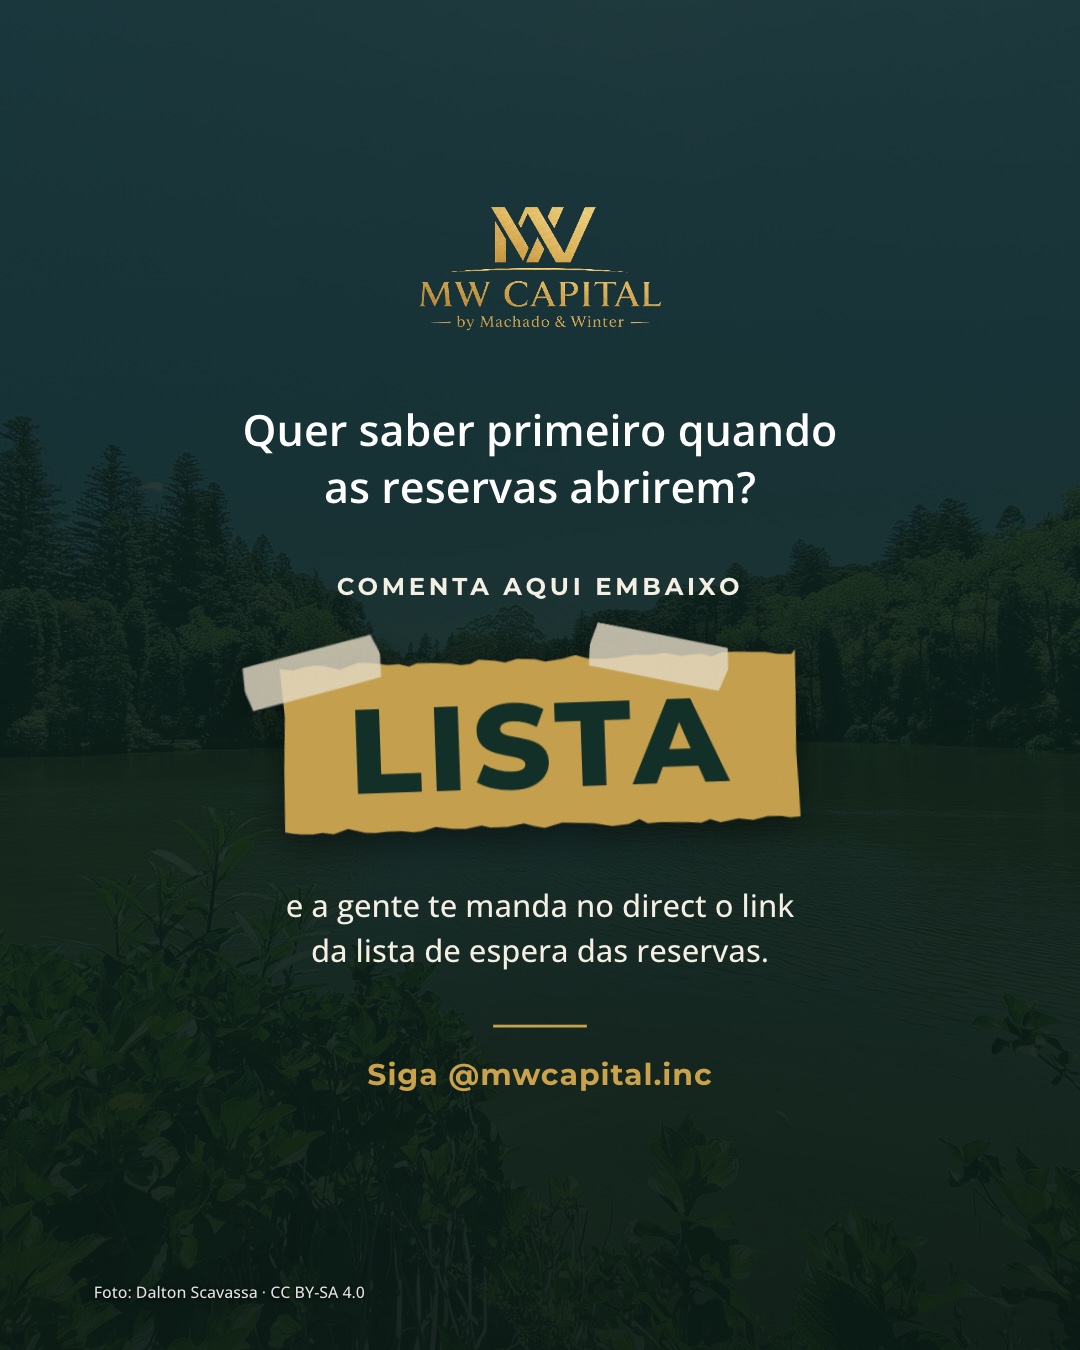 MW
MW CAPITAL
by Machado & Winter
Quer saber primeiro quando
as reservas abrirem?
COMENTA AQUI EMBAIXO
LISTA
e a gente te manda no direct o link
da lista de espera das reservas.
Siga @mwcapital.inc
Foto: Dalton Scavassa · CC BY-SA 4.0